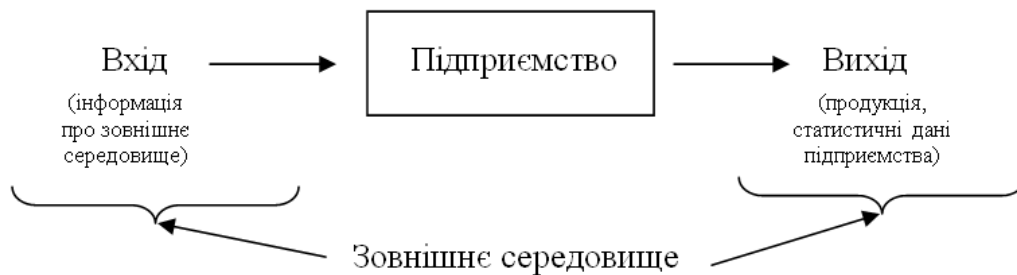 Вхід
(інформація
про зовнішнє
середовище)
Підприємство
Вихід
(продукція,
статистичні дані
підприємства)
Зовнішнє середовище